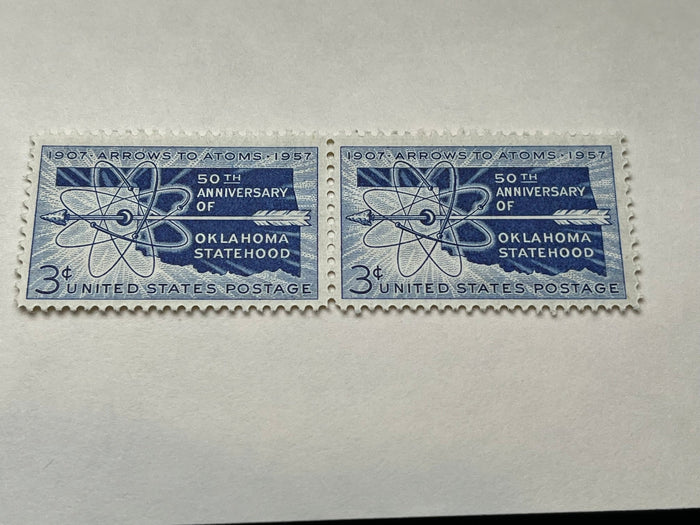 1907 · ARROWS TO ATOMS · 1957
50TH
ANNIVERSARY
OF
OKLAHOMA
STATEHOOD
3¢ UNITED STATES POSTAGE
1907 · ARROWS TO ATOMS · 1957
50TH
ANNIVERSARY
OF
OKLAHOMA
STATEHOOD
3¢ UNITED STATES POSTAGE